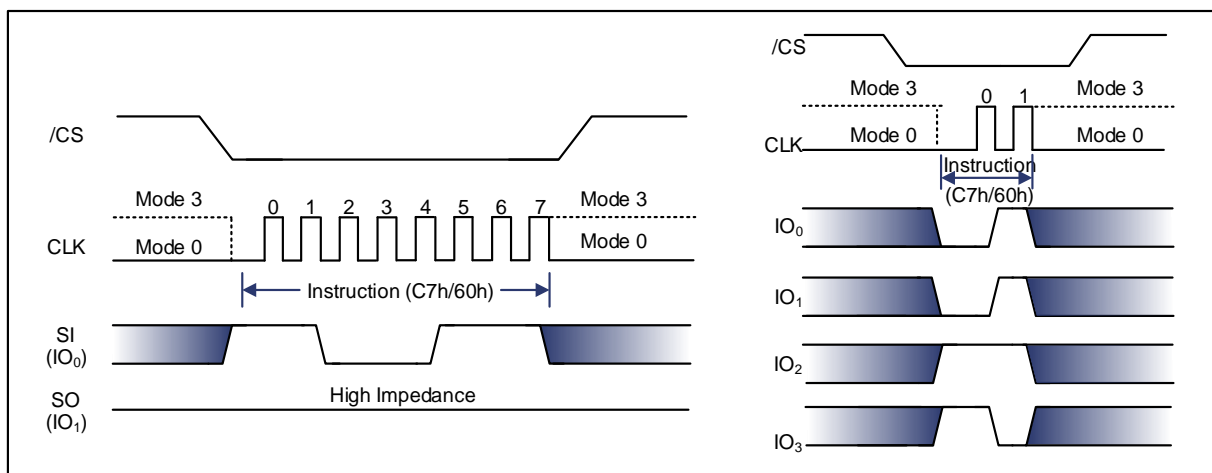 /CS
Mode 3
0 1 2 3 4 5 6 7
Mode 3
CLK
Mode 0
Mode 0
Instruction (C7h/60h)
SI
(IO0)
High Impedance
SO
(IO1)
/CS
Mode 3
0 1
Mode 3
CLK
Mode 0
Mode 0
Instruction
(C7h/60h)
IO0
IO1
IO2
IO3